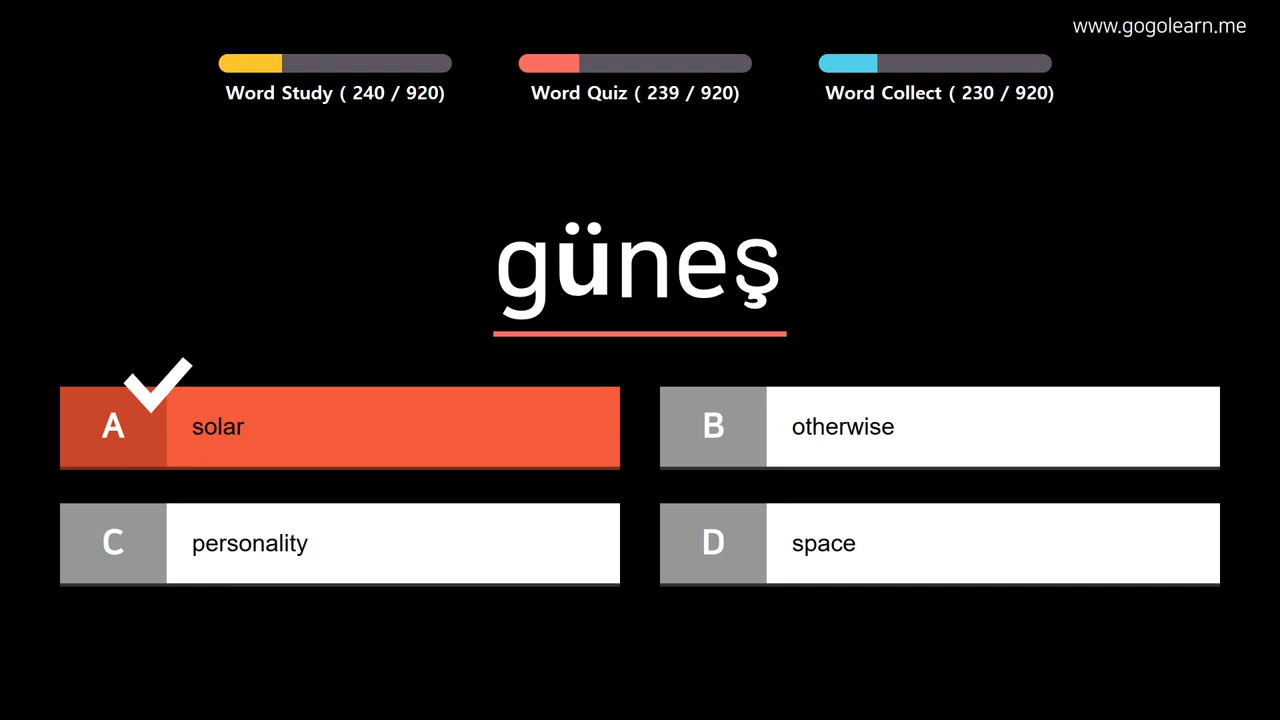 www.gogolearn.me
Word Study ( 240 / 920)
Word Quiz ( 239 / 920)
Word Collect ( 230 / 920)
güneş
A solar
B otherwise
C personality
D space